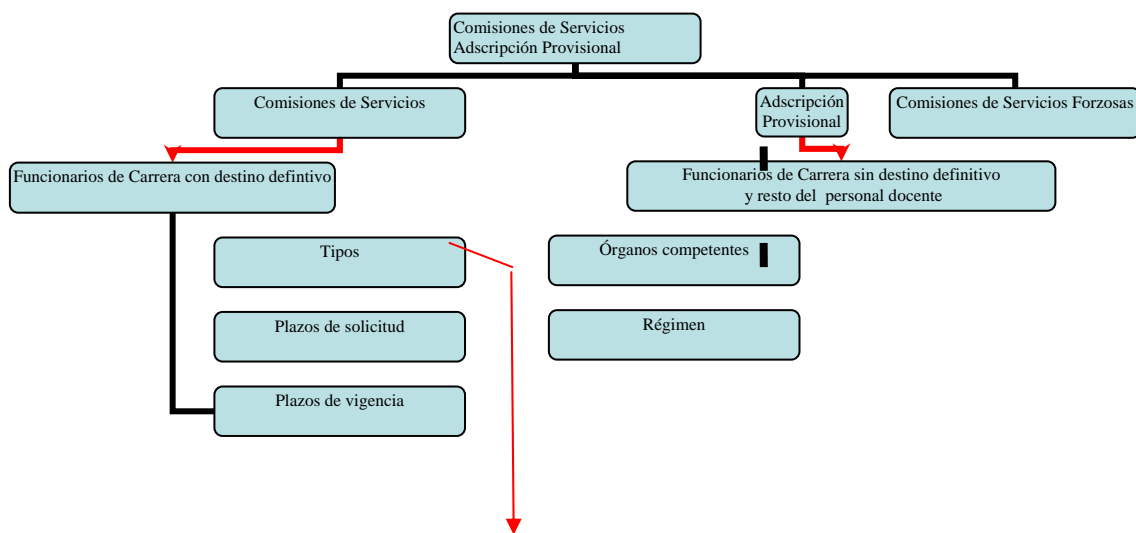 Comisiones de Servicios
Adscripción Provisional
Comisiones de Servicios
Adscripción
Provisional
Comisiones de Servicios Forzosas
Funcionarios de Carrera con destino defintivo
Funcionarios de Carrera sin destino definitivo
y resto del personal docente
Tipos
Órganos competentes
Plazos de solicitud
Régimen
Plazos de vigencia